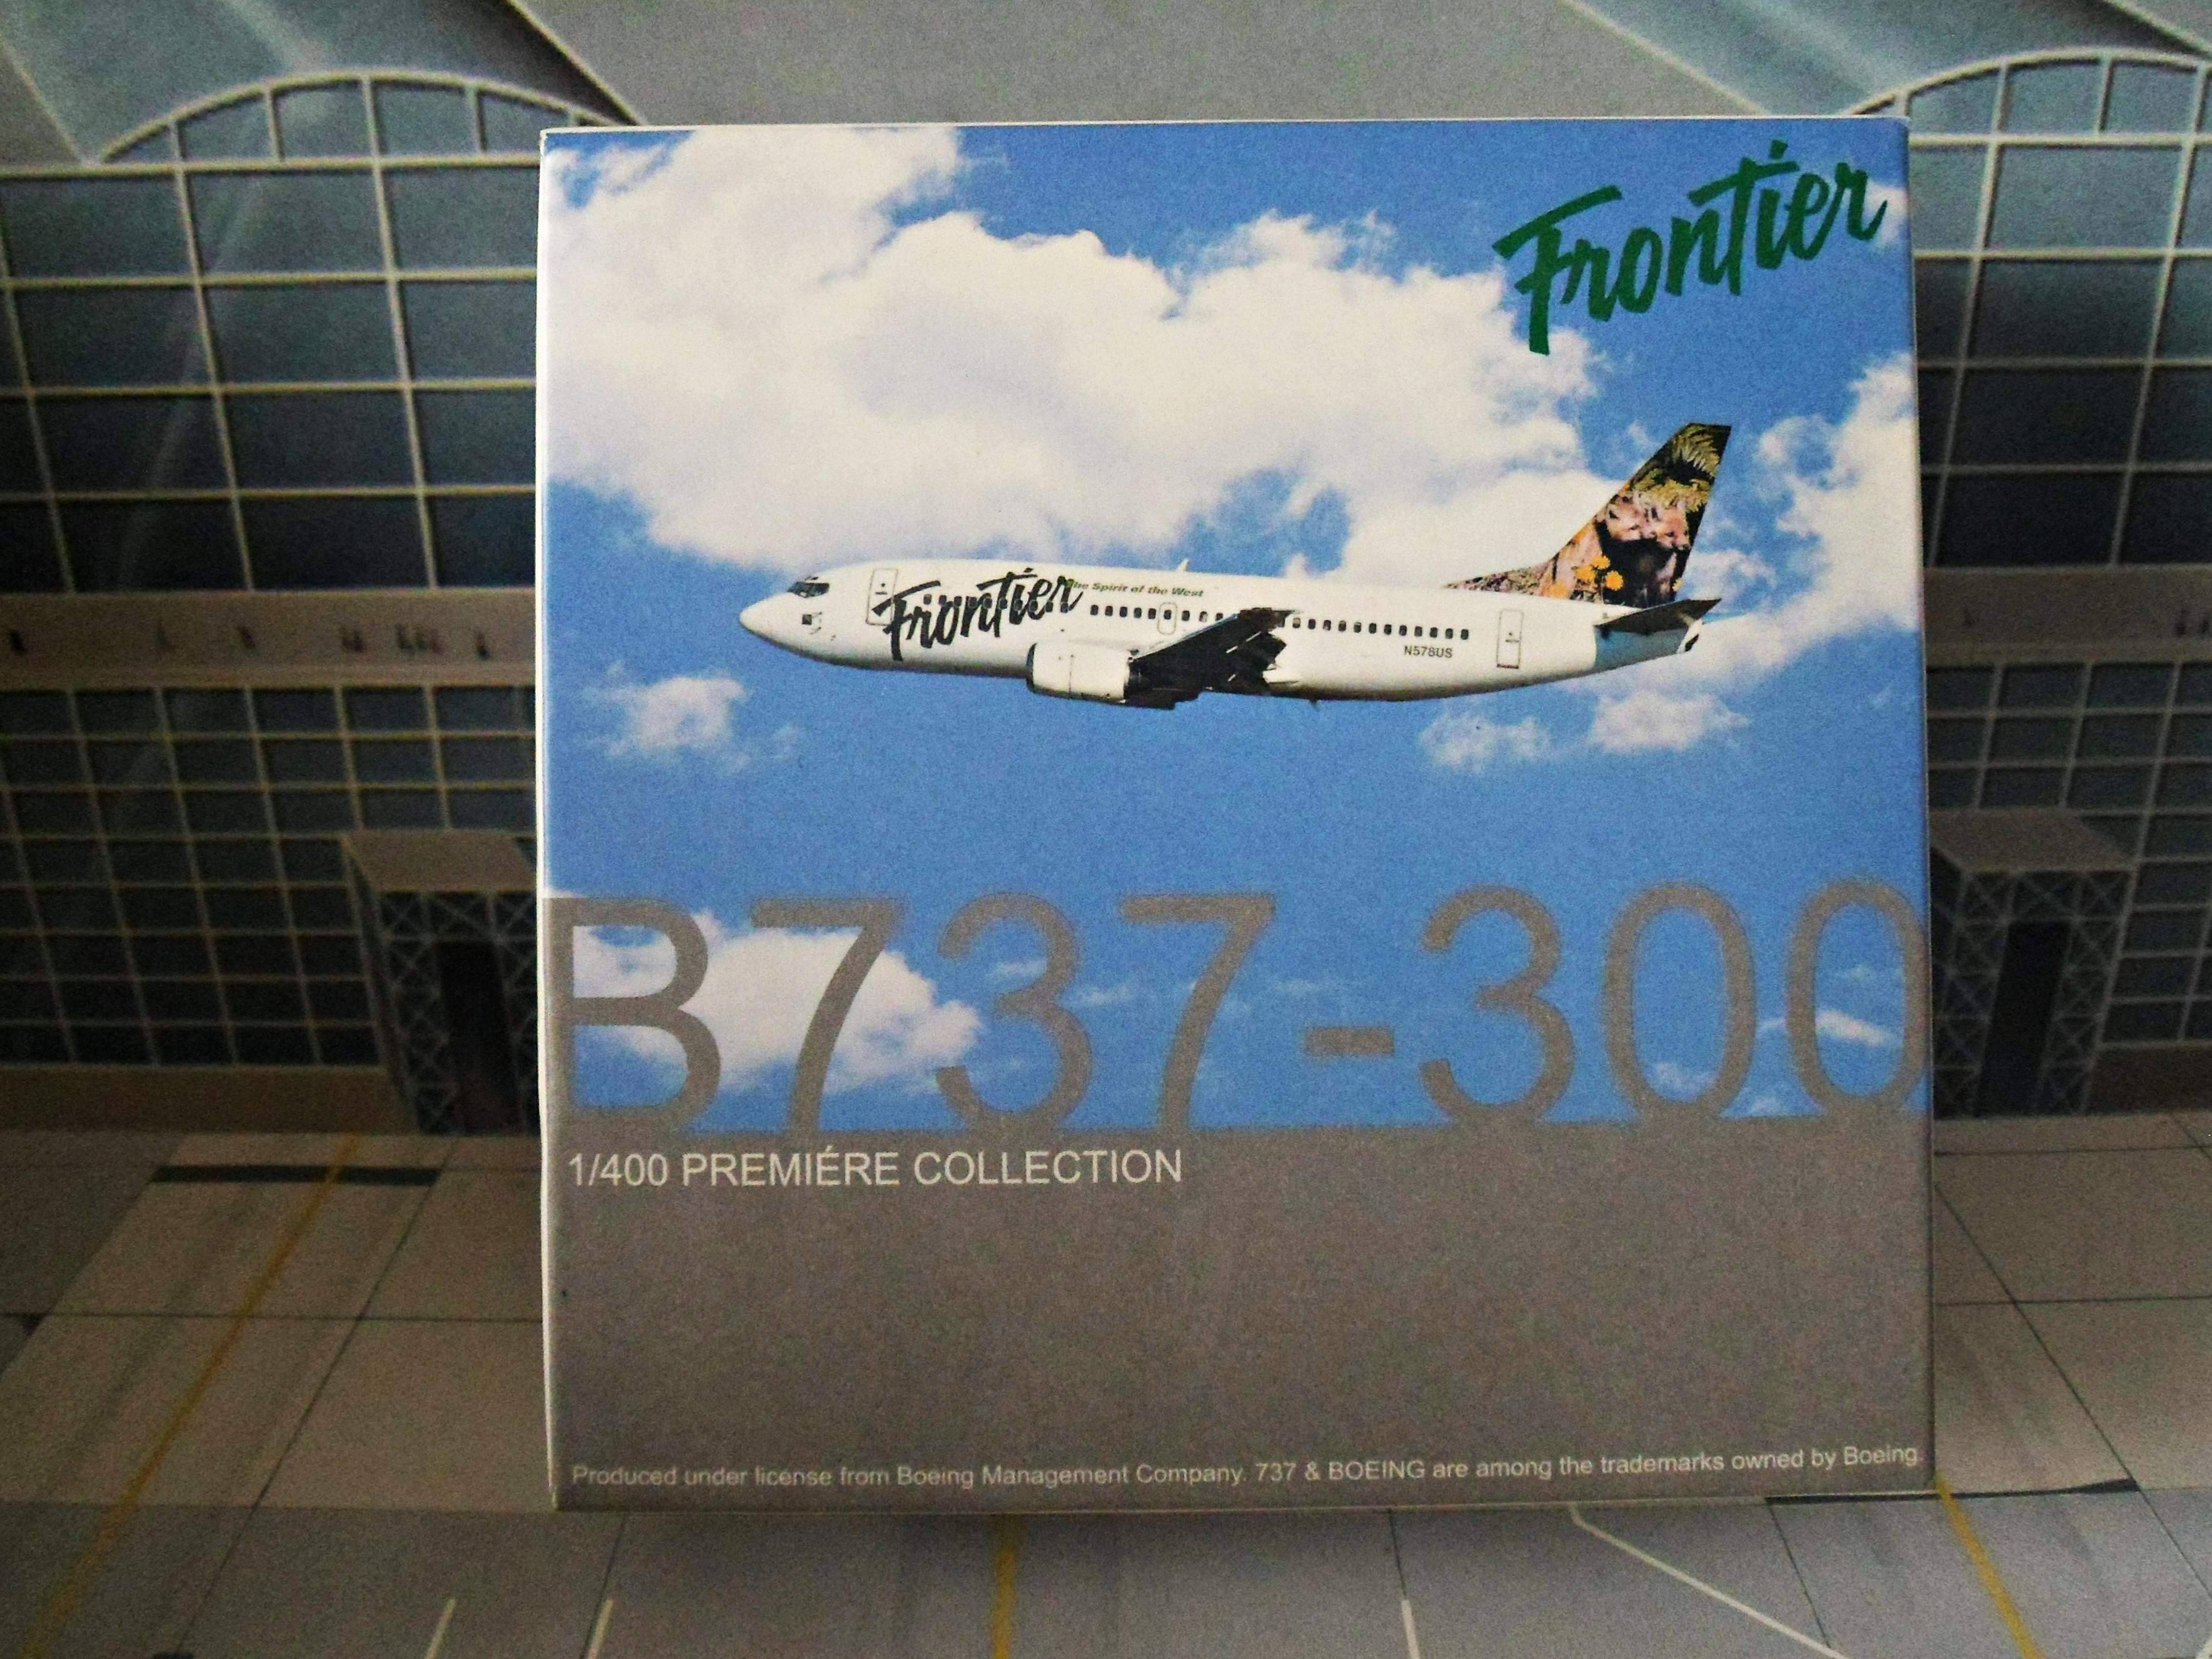 Frontier
Frontier
The Spirit of the West
N578US
B737-300
1/400 PREMIÉRE COLLECTION
Produced under license from Boeing Management Company. 737 & BOEING are among the trademarks owned by Boeing.